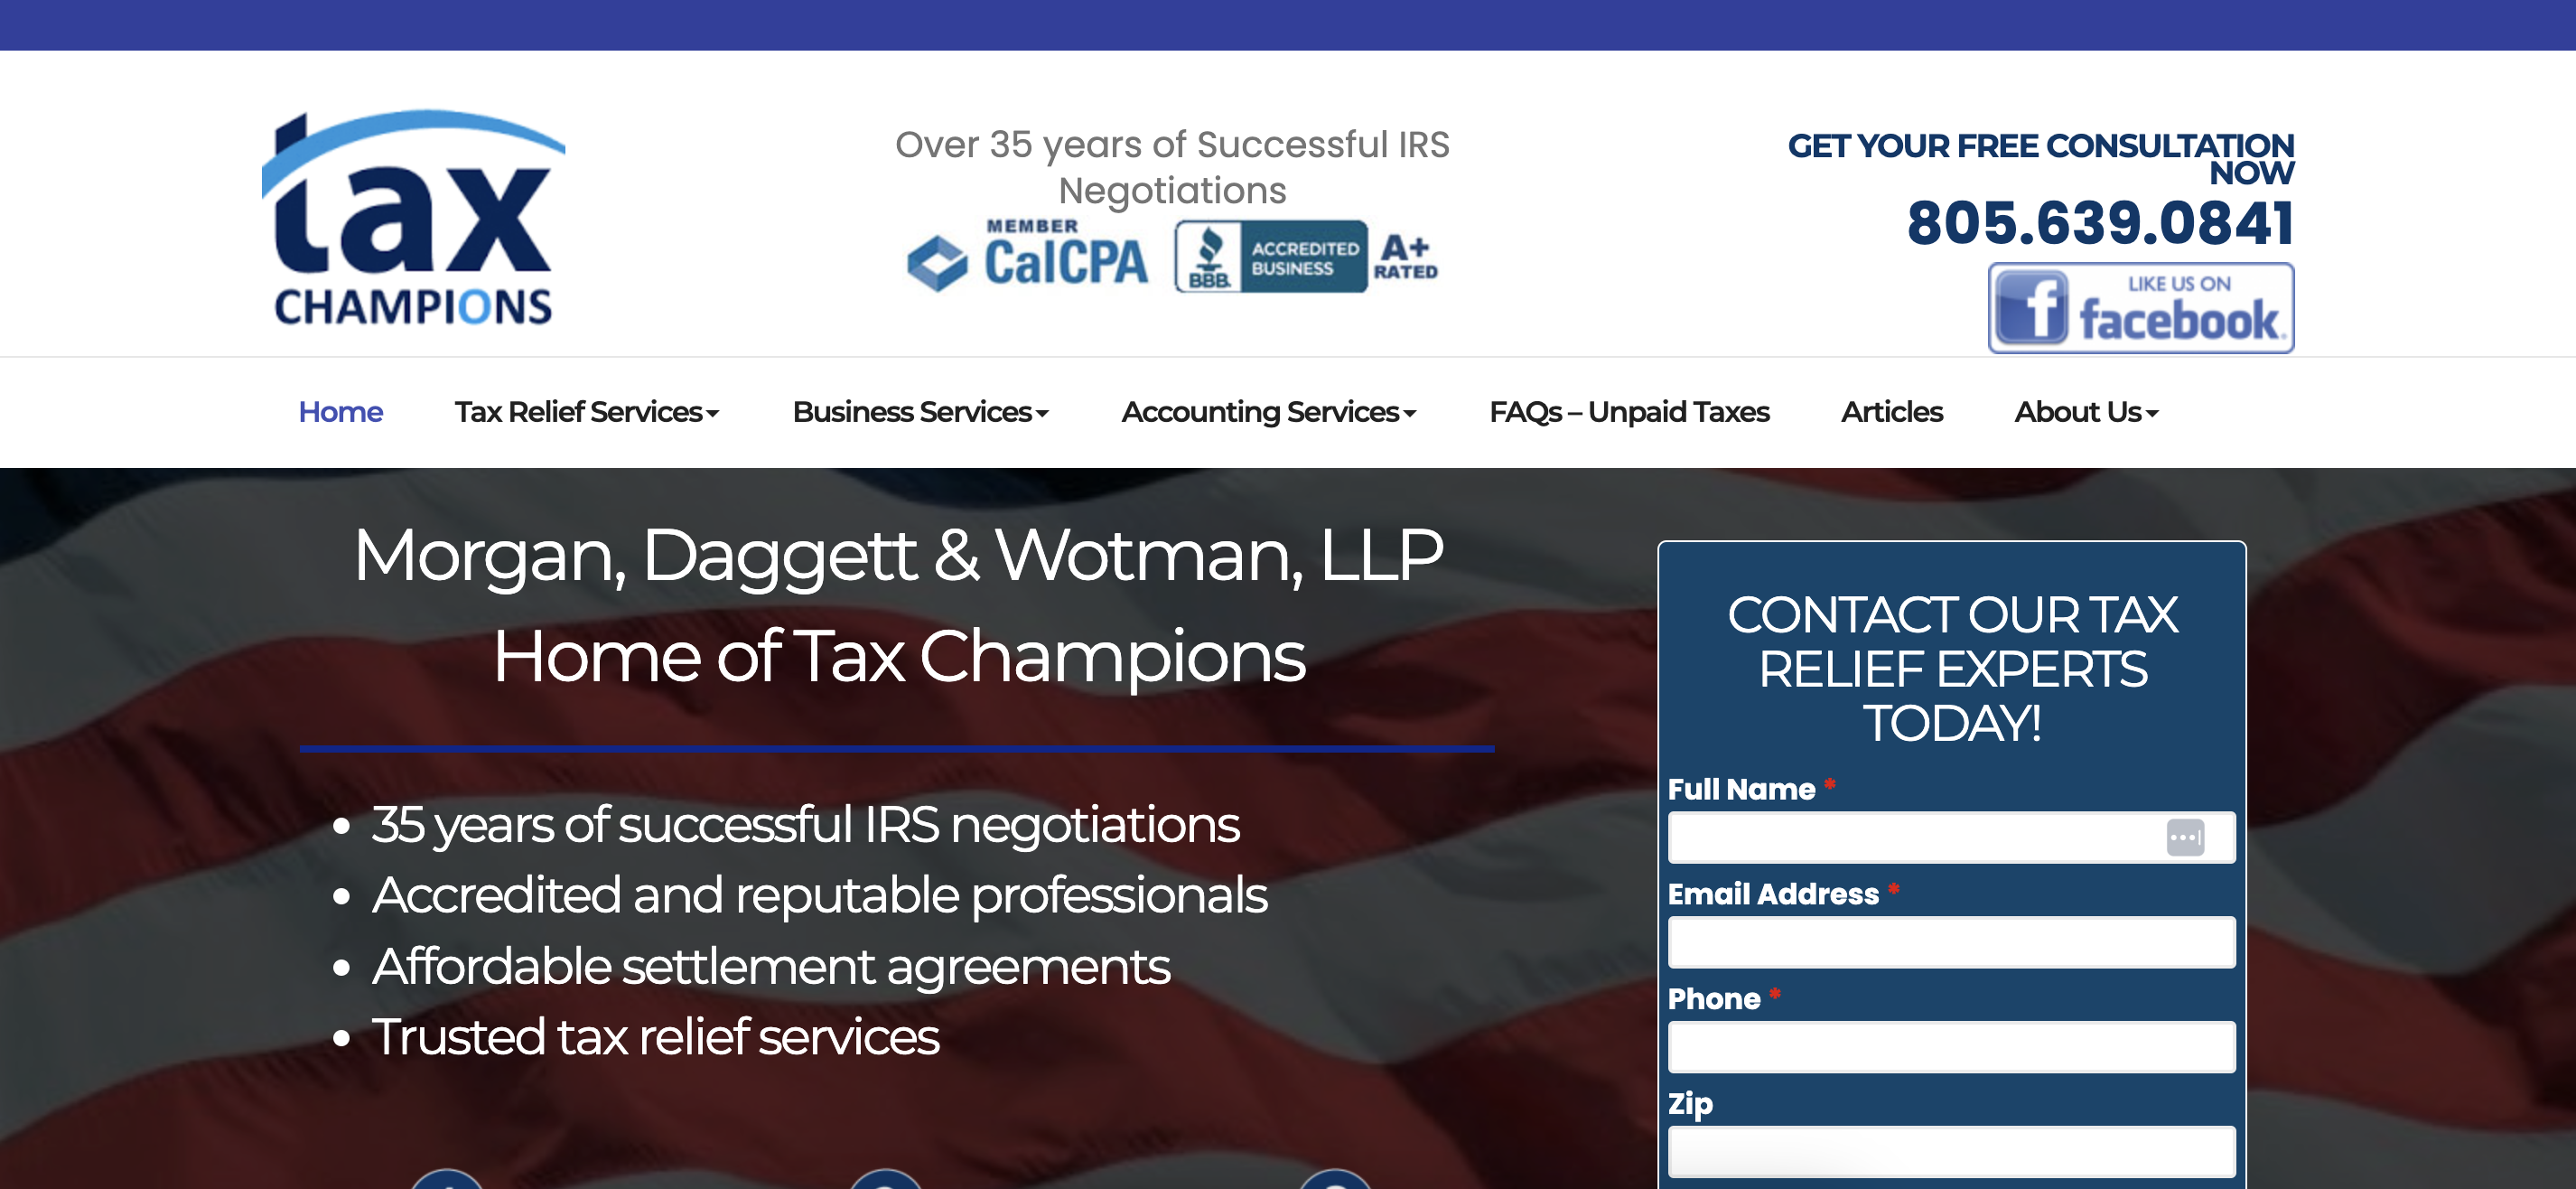 tax
CHAMPIONS
Over 35 years of Successful IRS
Negotiations
MEMBER
CalCPA
BBB.
ACCREDITED
BUSINESS
A+
RATED
GET YOUR FREE CONSULTATION
NOW
805.639.0841
f
LIKE US ON
facebook.
Home
Tax Relief Services
Business Services
Accounting Services
FAQs – Unpaid Taxes
Articles
About Us
Morgan, Daggett & Wotman, LLP
Home of Tax Champions
• 35 years of successful IRS negotiations
• Accredited and reputable professionals
• Affordable settlement agreements
• Trusted tax relief services
CONTACT OUR TAX
RELIEF EXPERTS
TODAY!
Full Name *
Email Address *
Phone *
Zip